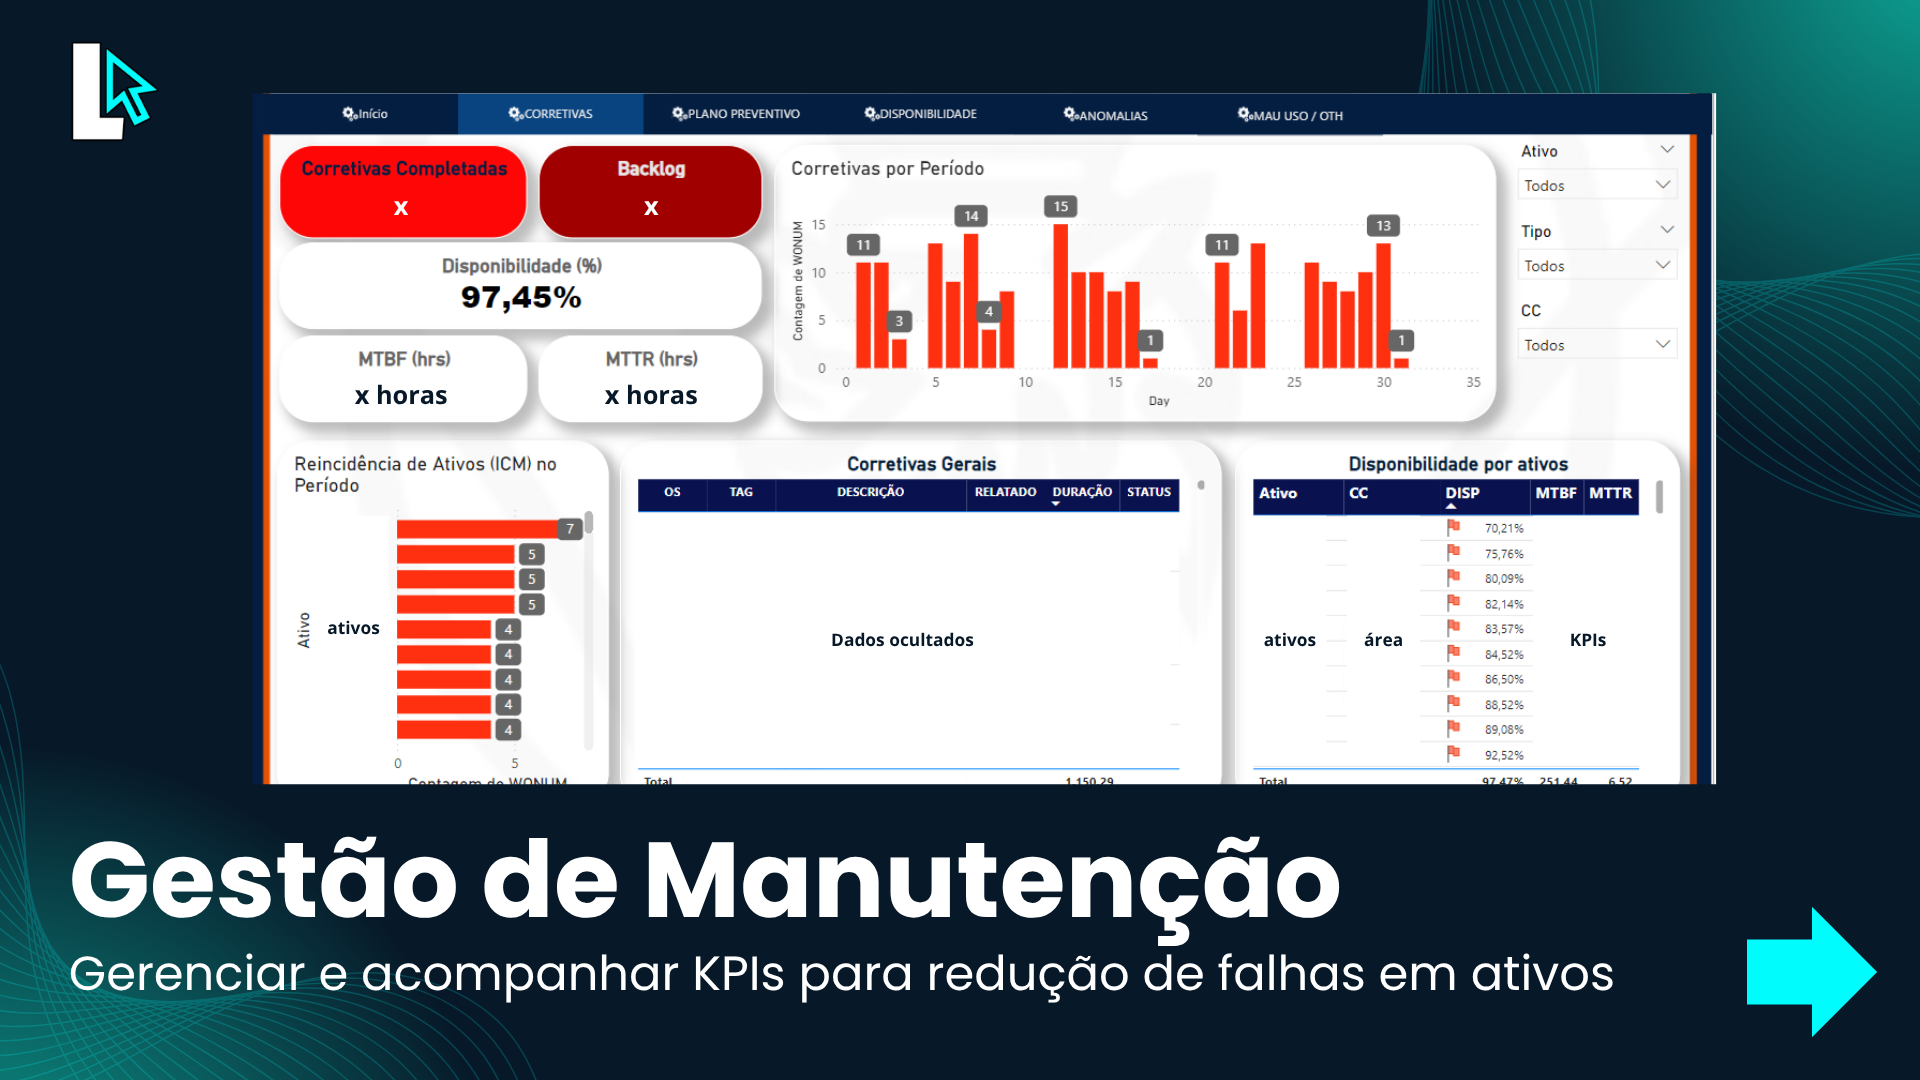 L
Início
CORRETIVAS
PLANO PREVENTIVO
DISPONIBILIDADE
ANOMALIAS
MAU USO / OTH
Corretivas Completadas
x
Backlog
x
Disponibilidade (%)
97,45%
MTBF (hrs)
x horas
MTTR (hrs)
x horas
Corretivas por Período
Contagem de WONUM
15
10
5
0
11
3
14
4
15
1
11
13
1
0
5
10
15
20
25
30
35
Day
Ativo
Todos
Tipo
Todos
CC
Todos
Reincidência de Ativos (ICM) no
Período
Ativo
ativos
7
5
5
5
4
4
4
4
4
0
5
Contagem de WONUM
Corretivas Gerais
OS TAG DESCRIÇÃO RELATADO DURAÇÃO STATUS
Dados ocultados
Total 1.150,29
Disponibilidade por ativos
Ativo CC DISP MTBF MTTR
70,21%
75,76%
80,09%
82,14%
83,57%
84,52%
86,50%
88,52%
89,08%
92,52%
ativos
área
KPIs
Total 97,47% 251,44 6,52
Gestão de Manutenção
Gerenciar e acompanhar KPIs para redução de falhas em ativos